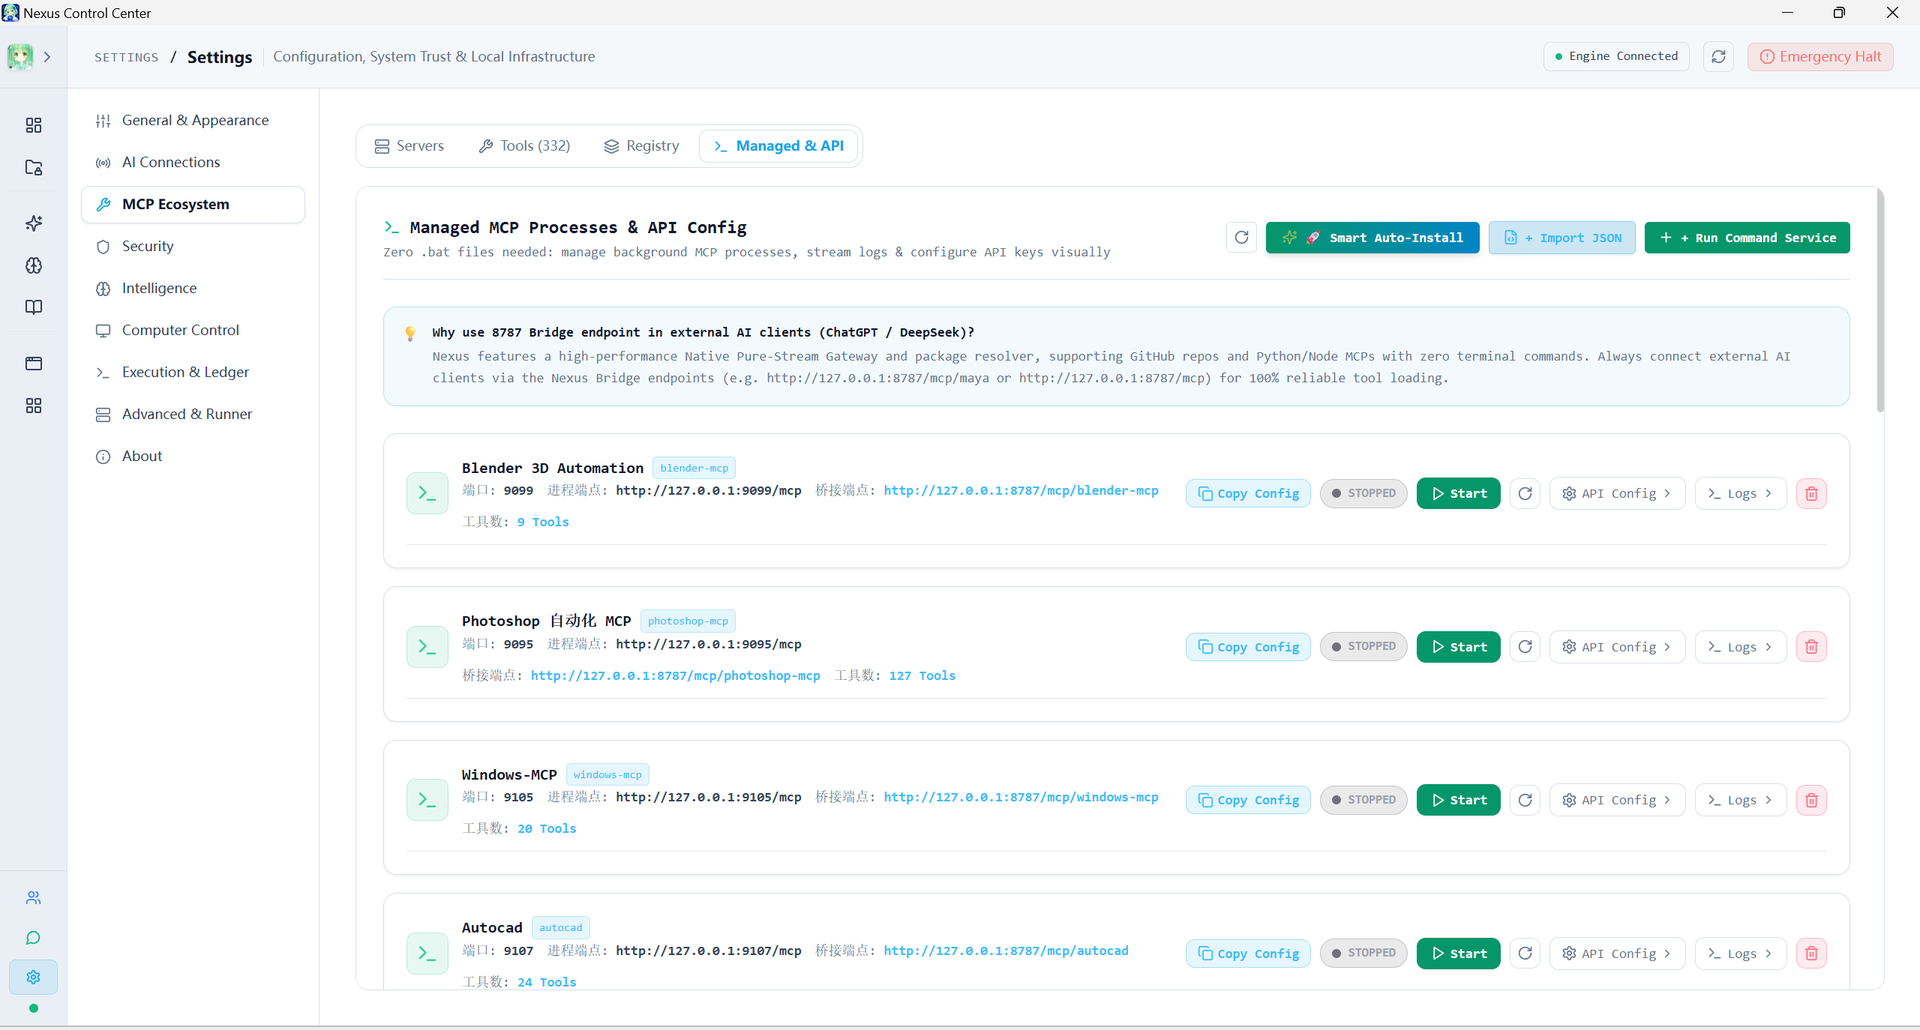 Nexus Control Center
SETTINGS / Settings Configuration, System Trust & Local Infrastructure
Engine Connected
Emergency Halt
General & Appearance
AI Connections
MCP Ecosystem
Security
Intelligence
Computer Control
Execution & Ledger
Advanced & Runner
About
Servers
Tools (332)
Registry
Managed & API
Managed MCP Processes & API Config
Zero .bat files needed: manage background MCP processes, stream logs & configure API keys visually
Smart Auto-Install
+ Import JSON
+ Run Command Service
Why use 8787 Bridge endpoint in external AI clients (ChatGPT / DeepSeek)?
Nexus features a high-performance Native Pure-Stream Gateway and package resolver, supporting GitHub repos and Python/Node MCPs with zero terminal commands. Always connect external AI
clients via the Nexus Bridge endpoints (e.g. http://127.0.0.1:8787/mcp/maya or http://127.0.0.1:8787/mcp) for 100% reliable tool loading.
Blender 3D Automation blender-mcp
端口: 9099 进程端点: http://127.0.0.1:9099/mcp 桥接端点: http://127.0.0.1:8787/mcp/blender-mcp
工具数: 9 Tools
Copy Config
STOPPED
Start
API Config
Logs
Photoshop 自动化 MCP photoshop-mcp
端口: 9095 进程端点: http://127.0.0.1:9095/mcp
桥接端点: http://127.0.0.1:8787/mcp/photoshop-mcp 工具数: 127 Tools
Copy Config
STOPPED
Start
API Config
Logs
Windows-MCP windows-mcp
端口: 9105 进程端点: http://127.0.0.1:9105/mcp 桥接端点: http://127.0.0.1:8787/mcp/windows-mcp
工具数: 20 Tools
Copy Config
STOPPED
Start
API Config
Logs
Autocad autocad
端口: 9107 进程端点: http://127.0.0.1:9107/mcp 桥接端点: http://127.0.0.1:8787/mcp/autocad
工具数: 24 Tools
Copy Config
STOPPED
Start
API Config
Logs